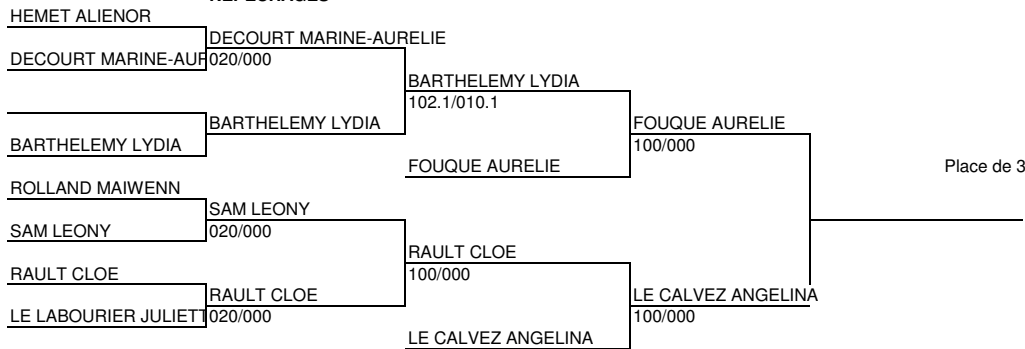 HEMET ALIENOR
DECOURT MARINE-AURELIE
DECOURT MARINE-AUR
020/000
BARTHELEMY LYDIA
102.1/010.1
BARTHELEMY LYDIA
FOUQUE AURELIE
100/000
BARTHELEMY LYDIA
FOUQUE AURELIE
Place de 3
ROLLAND MAIWENN
SAM LEONY
SAM LEONY
020/000
RAULT CLOE
100/000
RAULT CLOE
RAULT CLOE
LE CALVEZ ANGELINA
LE LABOURIER JULIETT
020/000
100/000
LE CALVEZ ANGELINA